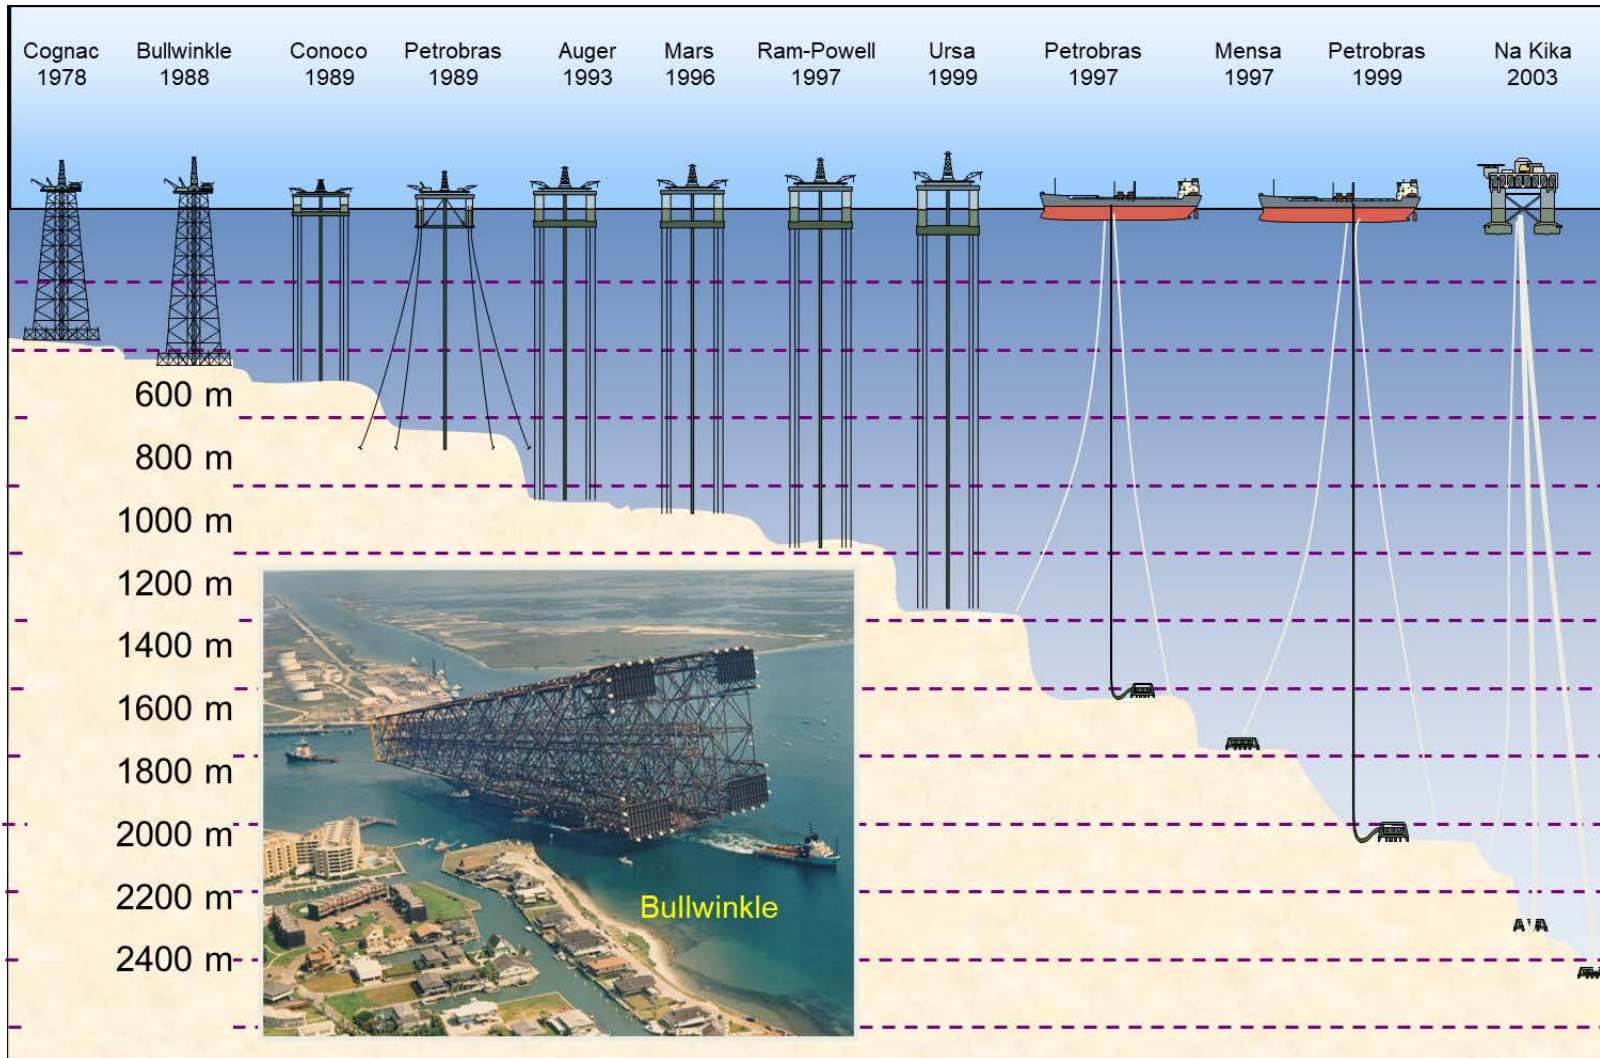 Cognac
1978
Bullwinkle
1988
Conoco
1989
Petrobras
1989
Auger
1993
Mars
1996
Ram-Powell
1997
Ursa
1999
Petrobras
1997
Mensa
1997
Petrobras
1999
Na Kika
2003
600 m
800 m
1000 m
1200 m
1400 m
1600 m
1800 m
2000 m
2200 m
2400 m
Bullwinkle